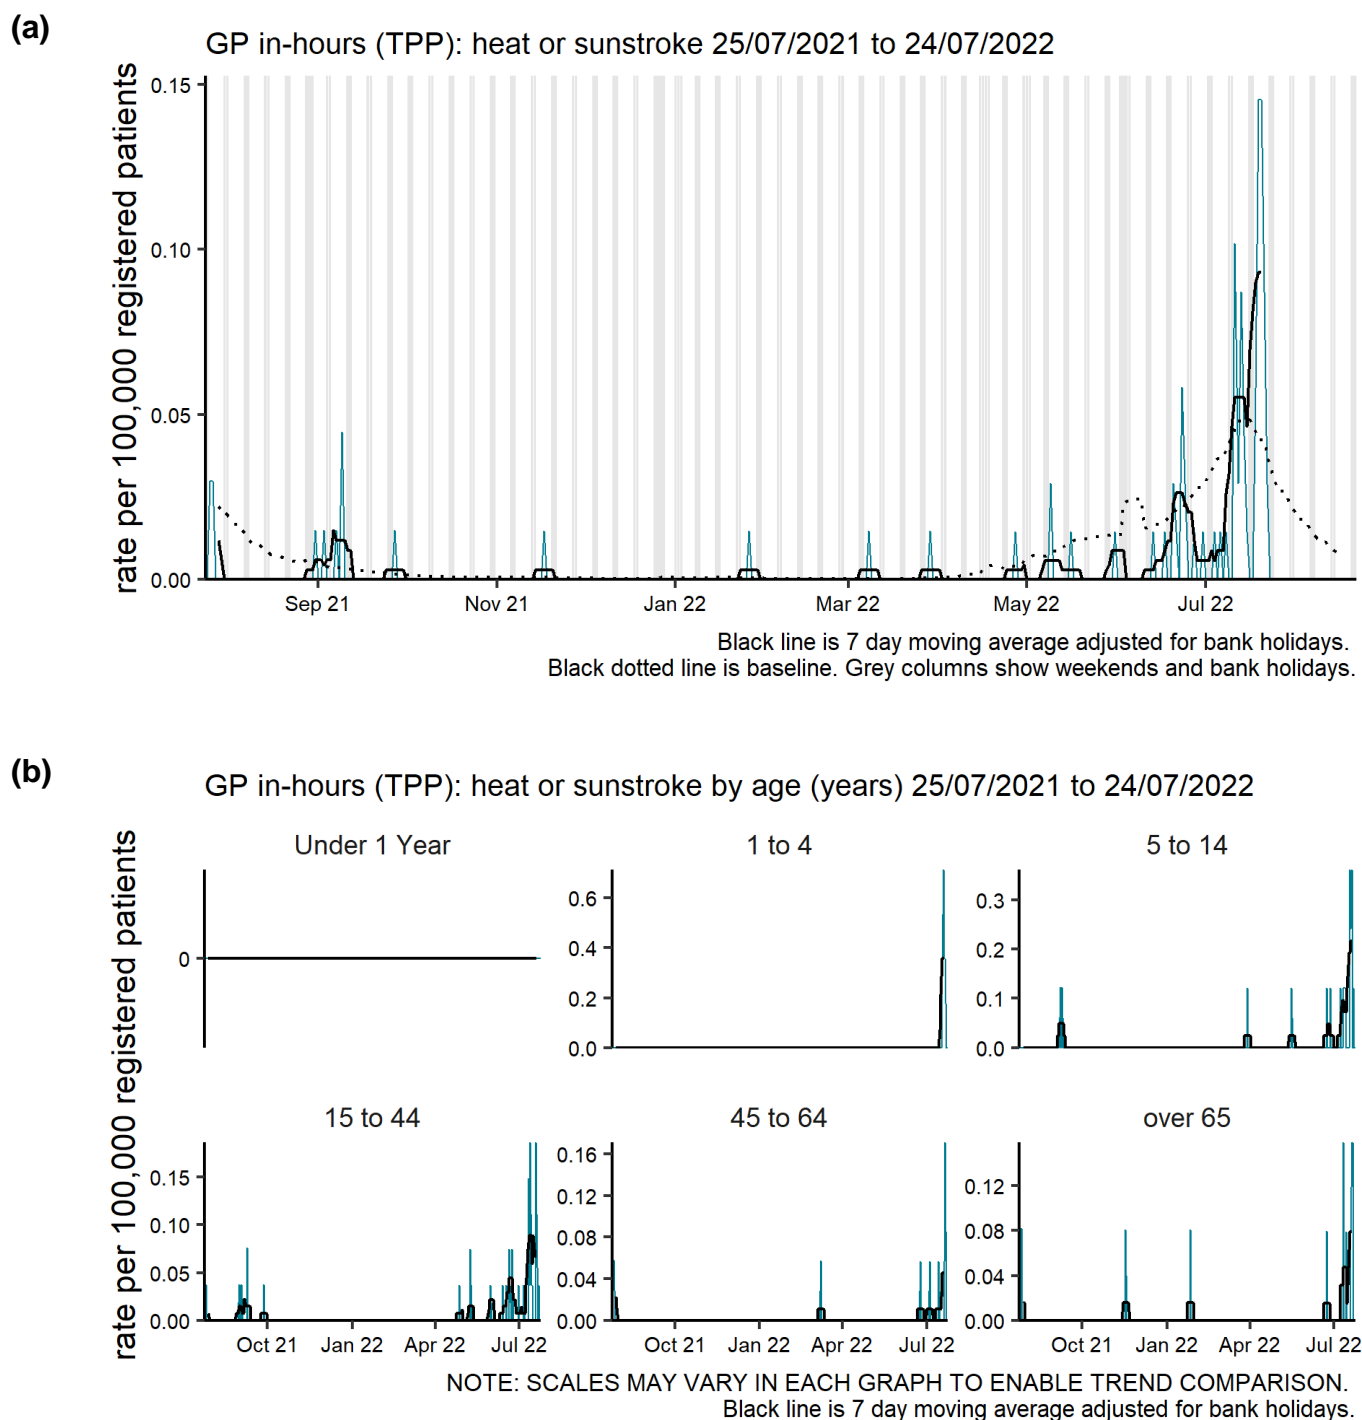 (a)
GP in-hours (TPP): heat or sunstroke 25/07/2021 to 24/07/2022
rate per 100,000 registered patients
0.15
0.10
0.05
0.00
Sep 21 Nov 21 Jan 22 Mar 22 May 22 Jul 22
Black line is 7 day moving average adjusted for bank holidays.
Black dotted line is baseline. Grey columns show weekends and bank holidays.
(b)
GP in-hours (TPP): heat or sunstroke by age (years) 25/07/2021 to 24/07/2022
rate per 100,000 registered patients
Under 1 Year
0
1 to 4
0.6
0.4
0.2
0.0
5 to 14
0.3
0.2
0.1
0.0
15 to 44
0.15
0.10
0.05
0.00
Oct 21 Jan 22 Apr 22 Jul 22
45 to 64
0.16
0.12
0.08
0.04
0.00
Oct 21 Jan 22 Apr 22 Jul 22
over 65
0.12
0.08
0.04
0.00
Oct 21 Jan 22 Apr 22 Jul 22
NOTE: SCALES MAY VARY IN EACH GRAPH TO ENABLE TREND COMPARISON.
Black line is 7 day moving average adjusted for bank holidays.